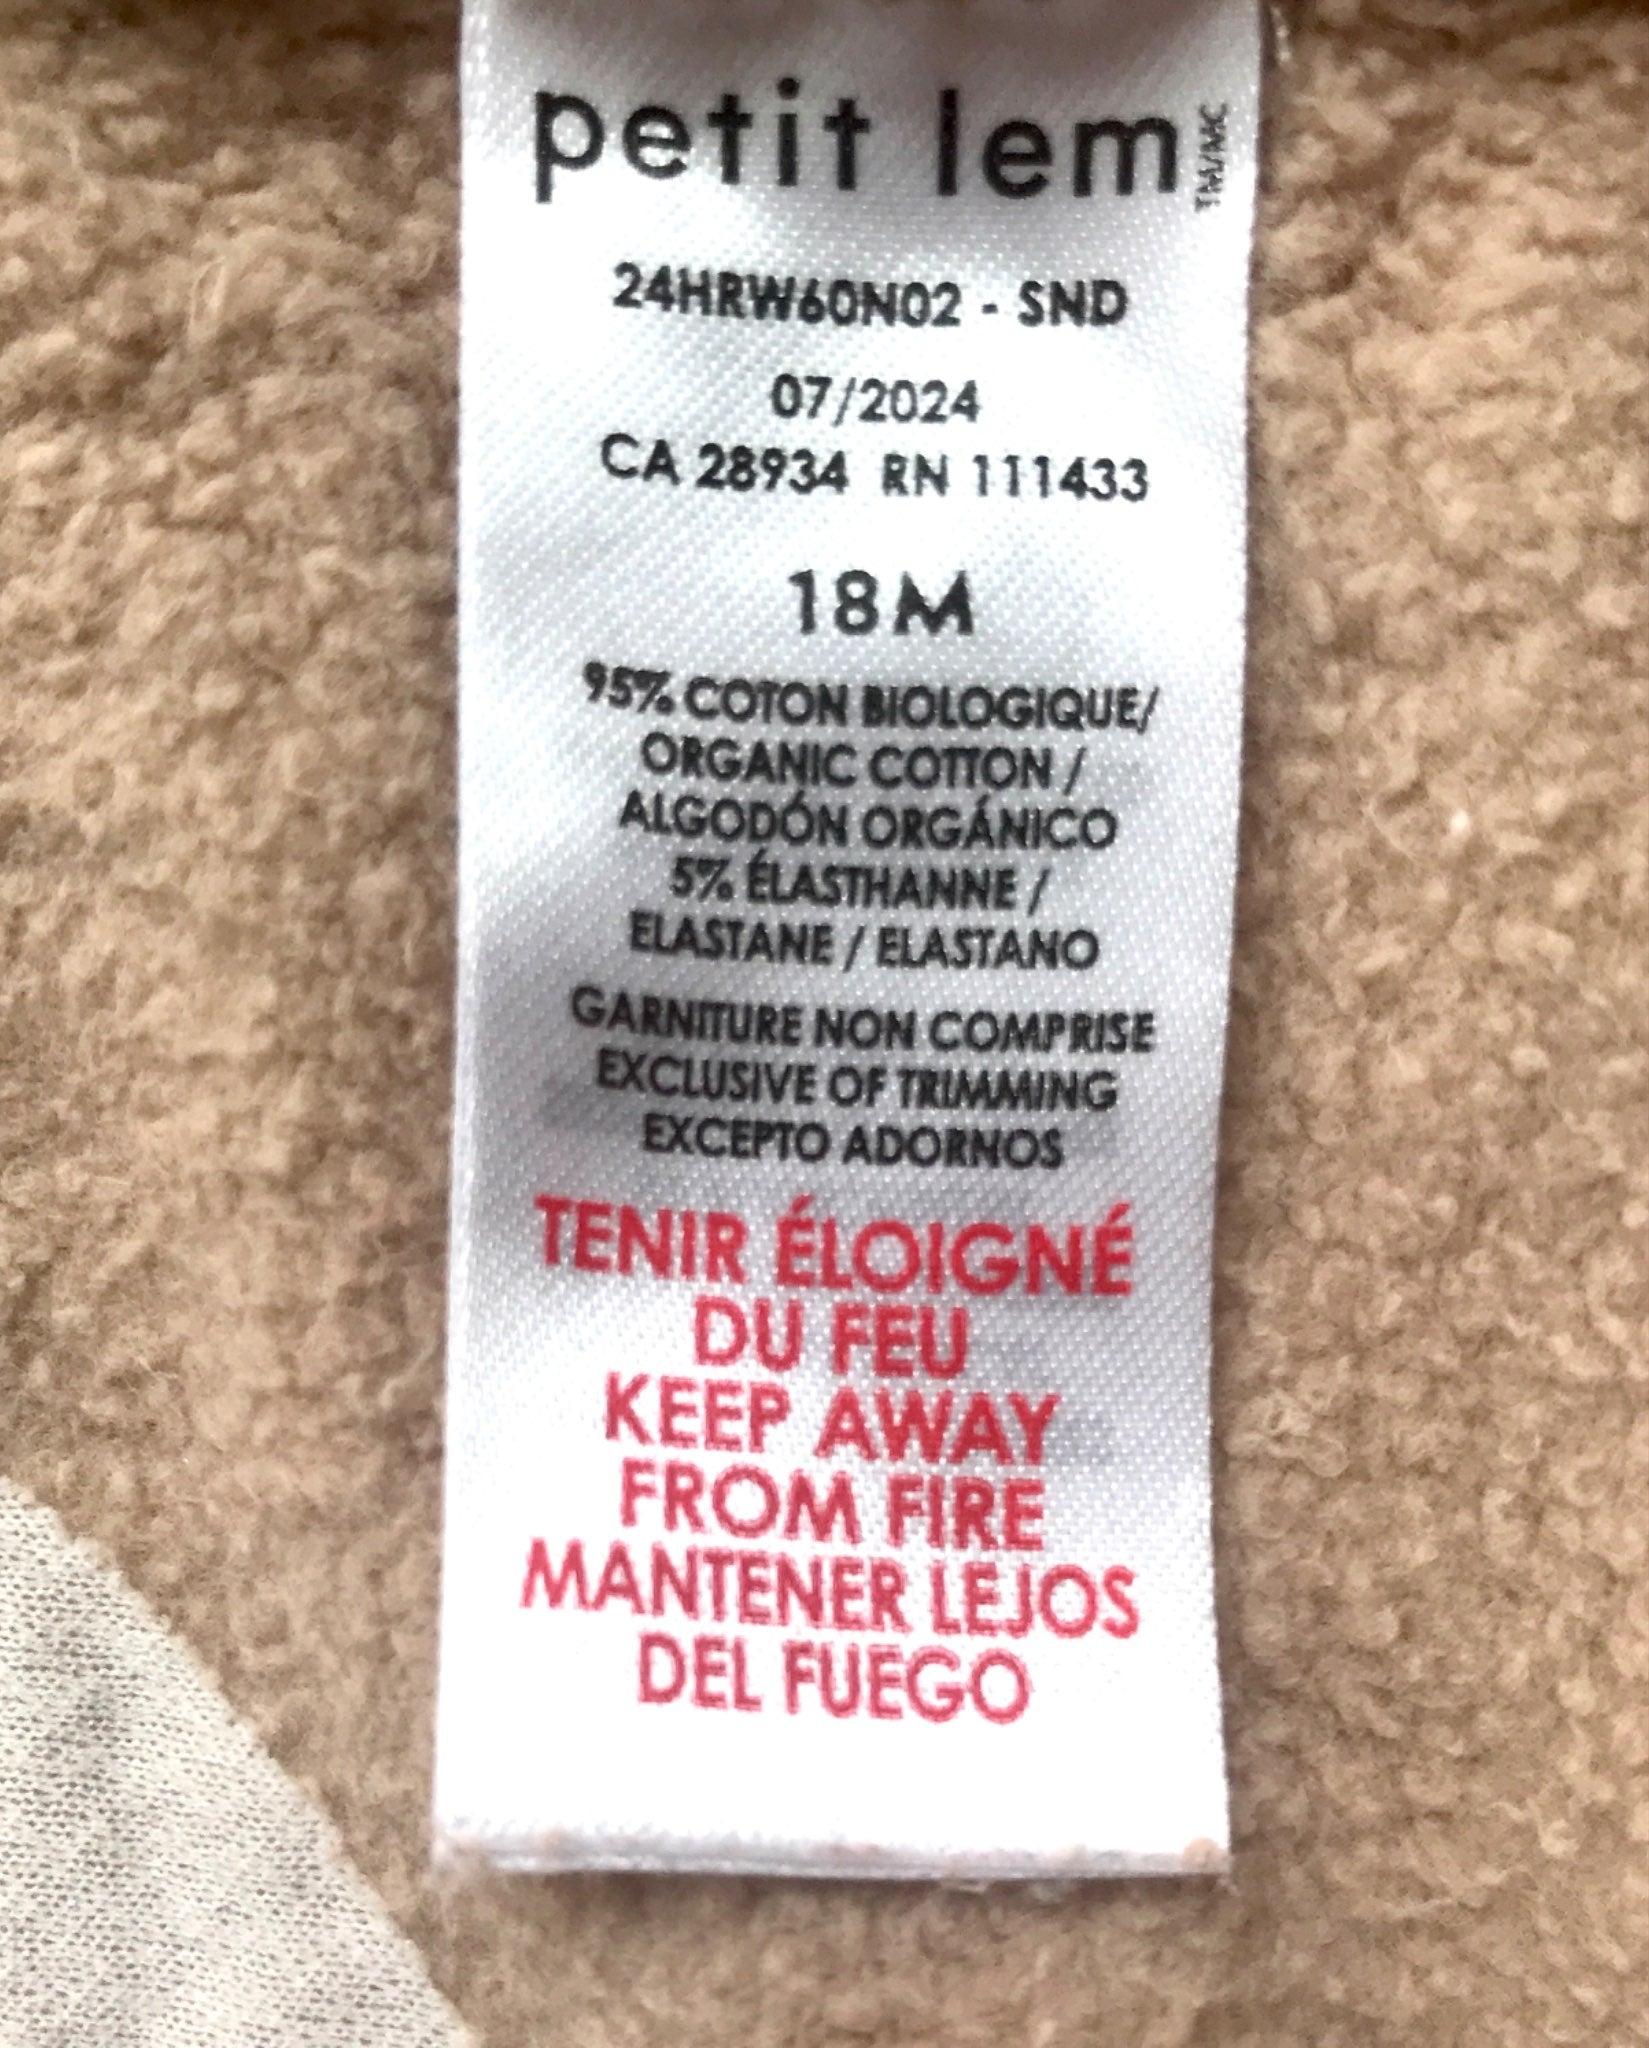 petit lem TM/MC
24HRW60N02 - SND
07/2024
CA 28934 RN 111433
18M
95% COTON BIOLOGIQUE/
ORGANIC COTTON /
ALGODÓN ORGÁNICO
5% ÉLASTHANNE /
ELASTANE / ELASTANO
GARNITURE NON COMPRISE
EXCLUSIVE OF TRIMMING
EXCEPTO ADORNOS
TENIR ÉLOIGNÉ
DU FEU
KEEP AWAY
FROM FIRE
MANTENER LEJOS
DEL FUEGO